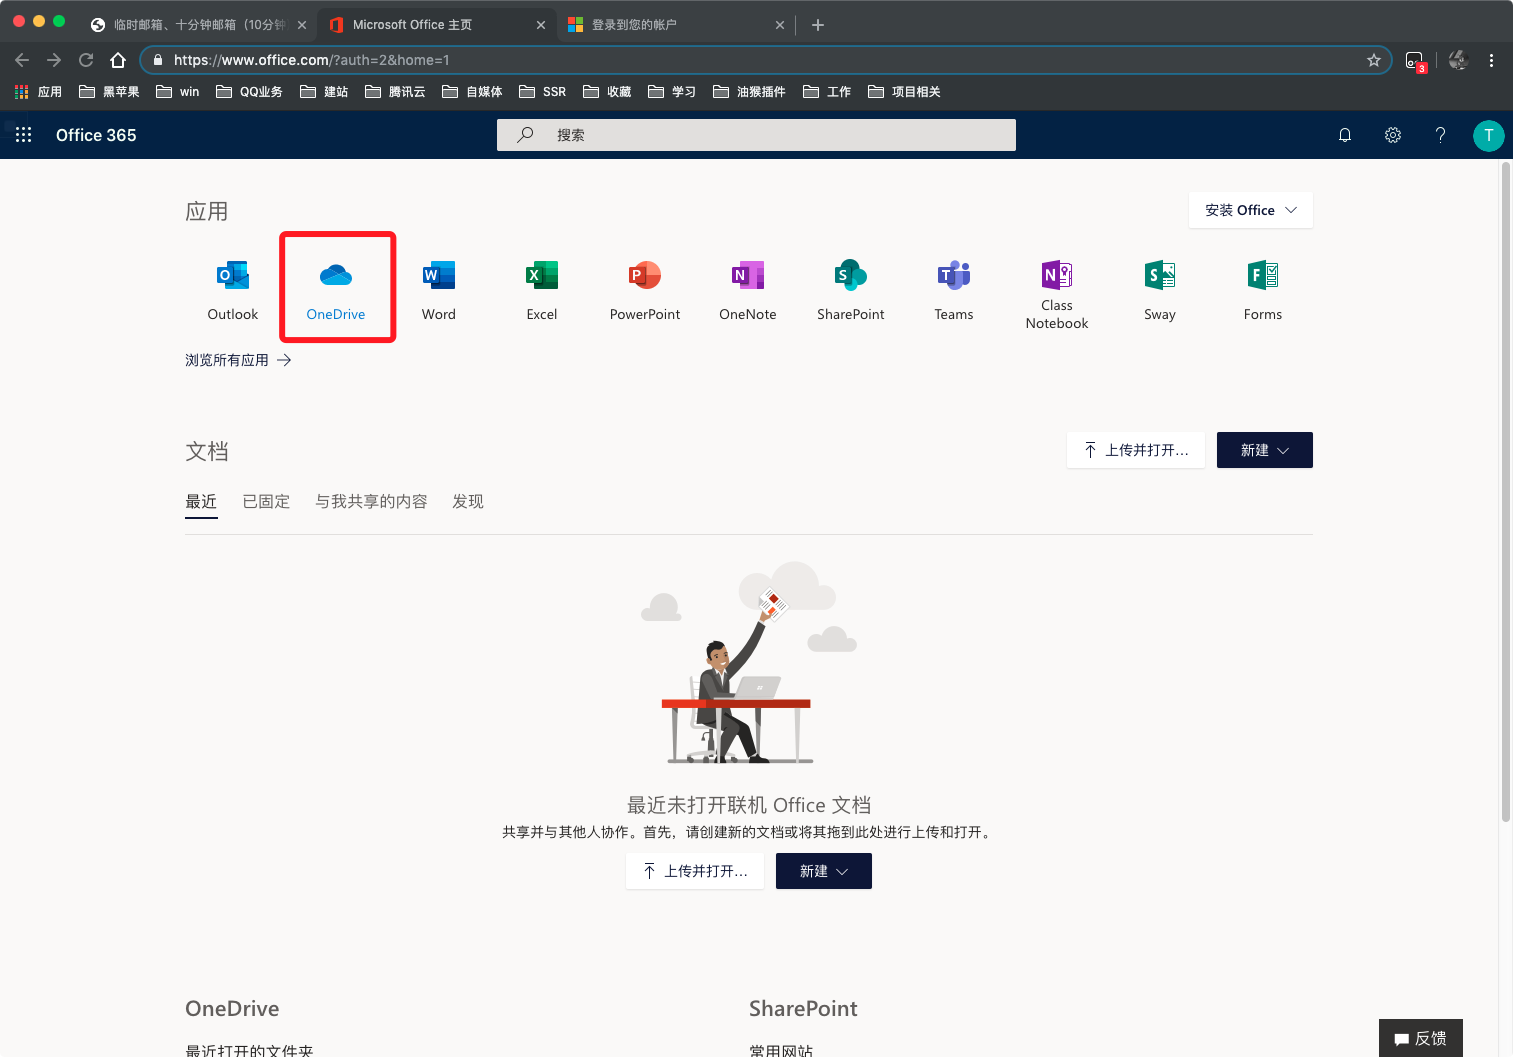 临时邮箱、十分钟邮箱（10分钟
Microsoft Office 主页
登录到您的帐户
https://www.office.com/?auth=2&home=1
3
应用
黑苹果
win
QQ业务
建站
腾讯云
自媒体
SSR
收藏
学习
油猴插件
工作
项目相关
Office 365
搜索
?
T
应用
安装 Office
Outlook
OneDrive
Word
Excel
PowerPoint
OneNote
SharePoint
Teams
Class
Notebook
Sway
Forms
浏览所有应用
文档
上传并打开...
新建
最近
已固定
与我共享的内容
发现
最近未打开联机 Office 文档
共享并与其他人协作。首先，请创建新的文档或将其拖到此处进行上传和打开。
上传并打开...
新建
OneDrive
SharePoint
最近打开的文件夹
常用网站
反馈